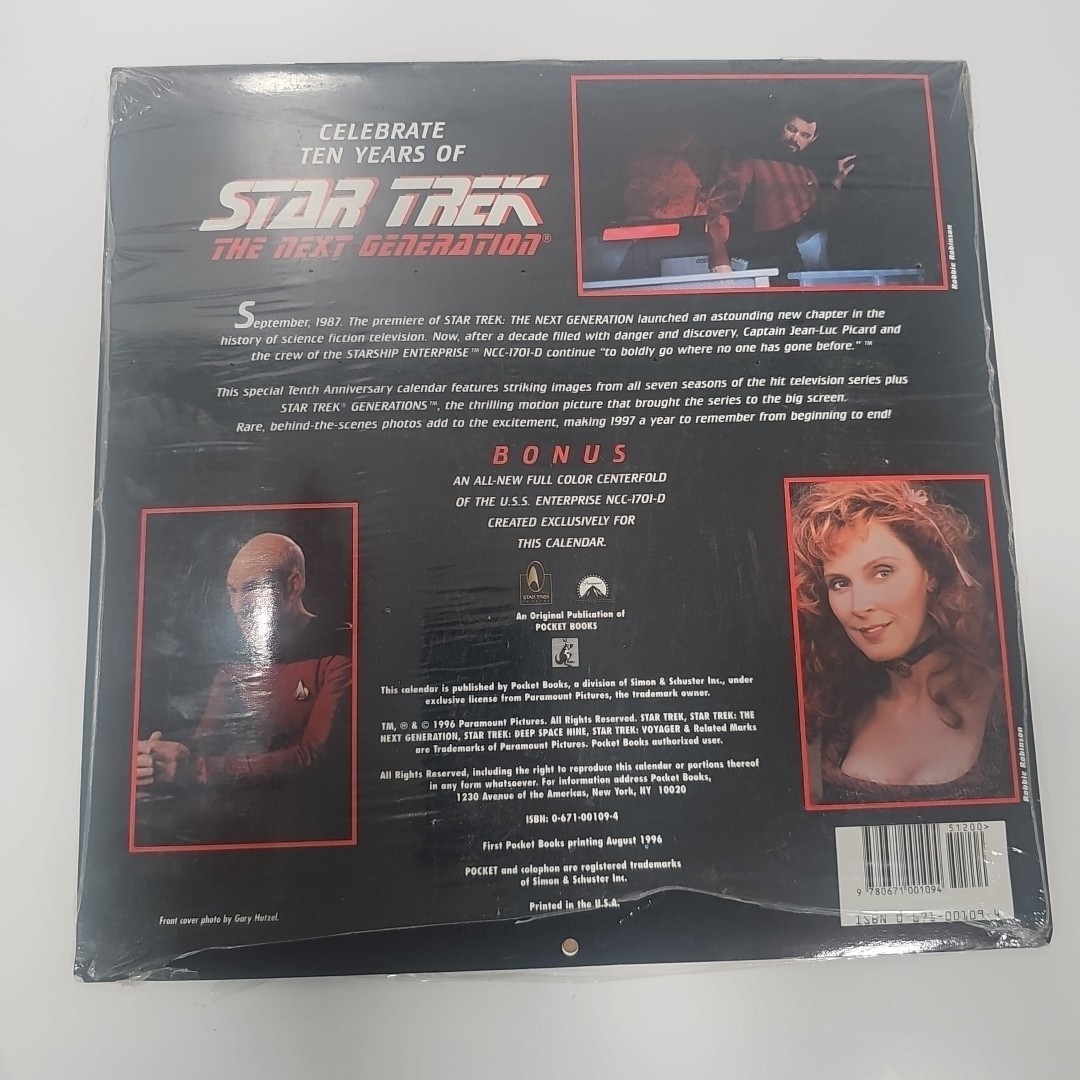 CELEBRATE
TEN YEARS OF
STAR TREK
THE NEXT GENERATION®
Robbie Robinson
September, 1987. The premiere of STAR TREK: THE NEXT GENERATION launched an astounding new chapter in the
history of science fiction television. Now, after a decade filled with danger and discovery, Captain Jean-Luc Picard and
the crew of the STARSHIP ENTERPRISE™ NCC-1701-D continue "to boldly go where no one has gone before."™
This special Tenth Anniversary calendar features striking images from all seven seasons of the hit television series plus
STAR TREK® GENERATIONS™, the thrilling motion picture that brought the series to the big screen.
Rare, behind-the-scenes photos add to the excitement, making 1997 a year to remember from beginning to end!
BONUS
AN ALL-NEW FULL COLOR CENTERFOLD
OF THE U.S.S. ENTERPRISE NCC-1701-D
CREATED EXCLUSIVELY FOR
THIS CALENDAR.
STAR TREK
Paramount
An Original Publication of
POCKET BOOKS
This calendar is published by Pocket Books, a division of Simon & Schuster Inc., under
exclusive license from Paramount Pictures, the trademark owner.
TM, ® & © 1996 Paramount Pictures. All Rights Reserved. STAR TREK, STAR TREK: THE
NEXT GENERATION, STAR TREK: DEEP SPACE NINE, STAR TREK: VOYAGER & Related Marks
are Trademarks of Paramount Pictures. Pocket Books authorized user.
All Rights Reserved, including the right to reproduce this calendar or portions thereof
in any form whatsoever. For information address Pocket Books,
1230 Avenue of the Americas, New York, NY 10020
ISBN: 0-671-00109-4
First Pocket Books printing August 1996
POCKET and colophon are registered trademarks
of Simon & Schuster Inc.
Printed in the U.S.A.
Front cover photo by Gary Hutzel.
Robbie Robinson
51200>
9 780671 001094
ISBN 0-671-00109-4